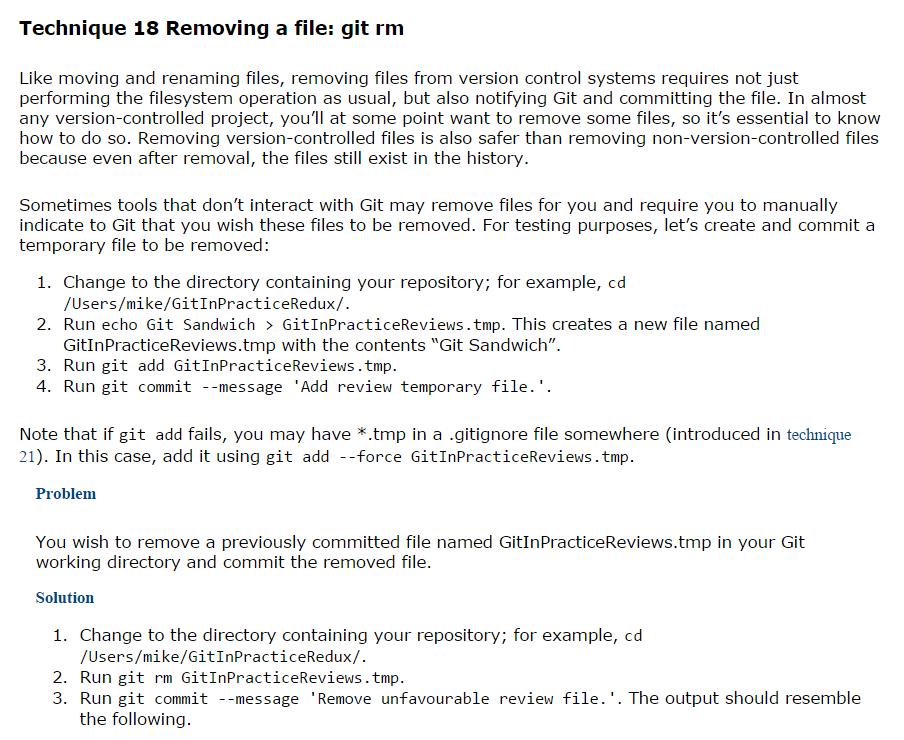 Technique 18 Removing a file: git rm
Like moving and renaming files, removing files from version control systems requires not just
performing the filesystem operation as usual, but also notifying Git and committing the file. In almost
any version-controlled project, you’ll at some point want to remove some files, so it’s essential to know
how to do so. Removing version-controlled files is also safer than removing non-version-controlled files
because even after removal, the files still exist in the history.
Sometimes tools that don’t interact with Git may remove files for you and require you to manually
indicate to Git that you wish these files to be removed. For testing purposes, let’s create and commit a
temporary file to be removed:
1. Change to the directory containing your repository; for example, cd
/Users/mike/GitInPracticeRedux/.
2. Run echo Git Sandwich > GitInPracticeReviews.tmp. This creates a new file named
GitInPracticeReviews.tmp with the contents “Git Sandwich”.
3. Run git add GitInPracticeReviews.tmp.
4. Run git commit --message 'Add review temporary file.'.
Note that if git add fails, you may have *.tmp in a .gitignore file somewhere (introduced in technique
21). In this case, add it using git add --force GitInPracticeReviews.tmp.
Problem
You wish to remove a previously committed file named GitInPracticeReviews.tmp in your Git
working directory and commit the removed file.
Solution
1. Change to the directory containing your repository; for example, cd
/Users/mike/GitInPracticeRedux/.
2. Run git rm GitInPracticeReviews.tmp.
3. Run git commit --message 'Remove unfavourable review file.'. The output should resemble
the following.